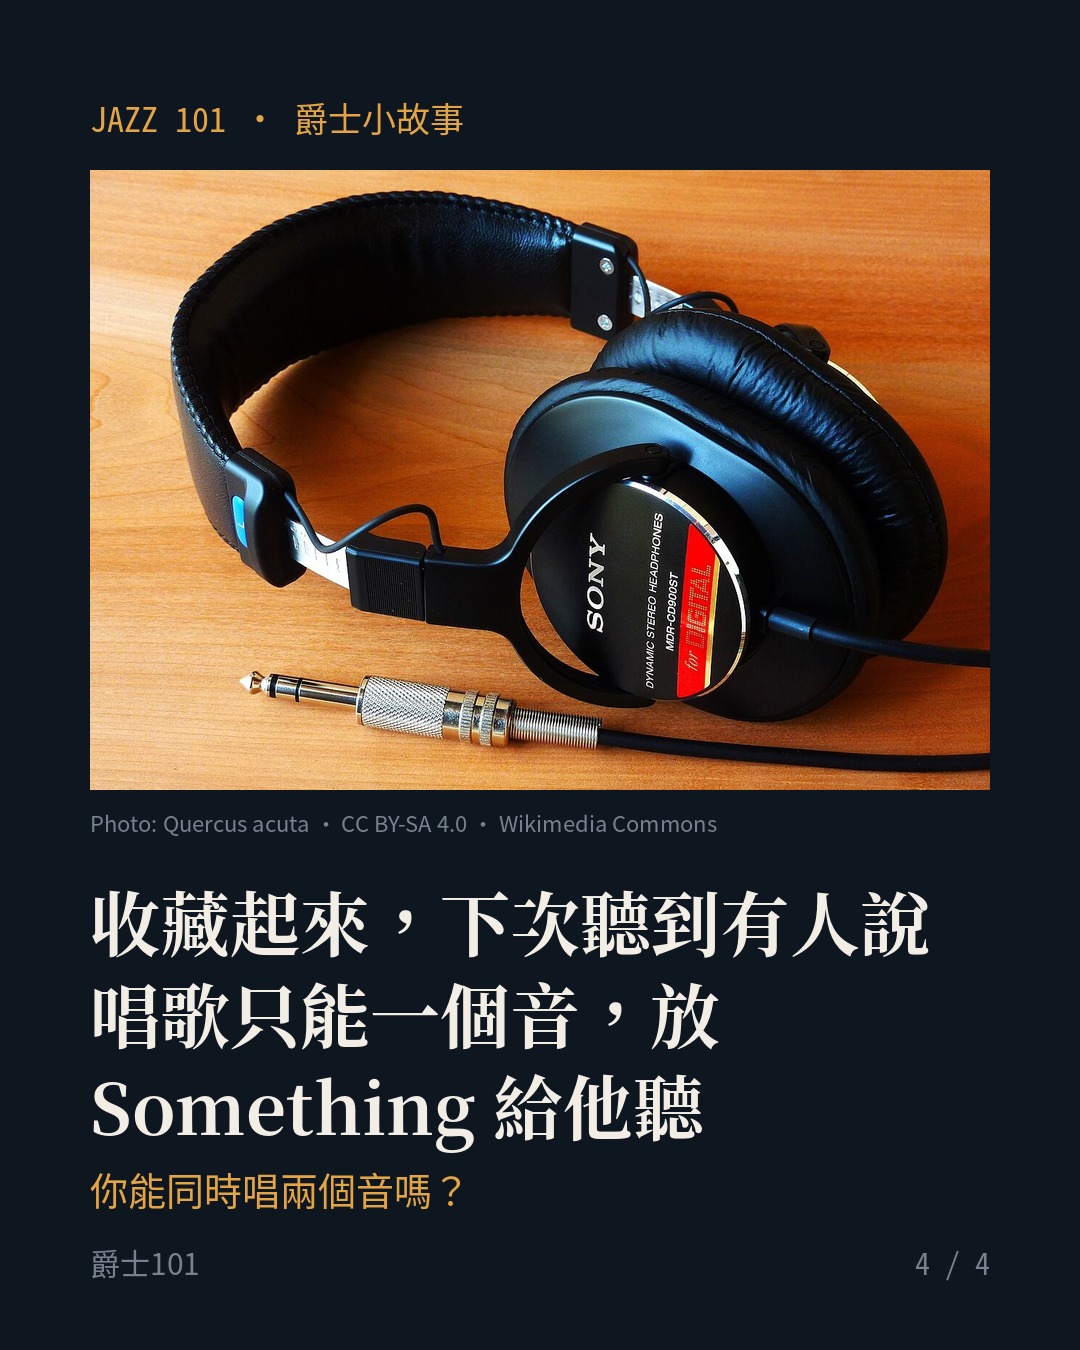 JAZZ 101 · 爵士小故事
SONY
DYNAMIC STEREO HEADPHONES
MDR-CD900ST
for DIGITAL
Photo: Quercus acuta · CC BY-SA 4.0 · Wikimedia Commons
收藏起來，下次聽到有人說
唱歌只能一個音，放
Something 給他聽
你能同時唱兩個音嗎？
爵士101
4 / 4